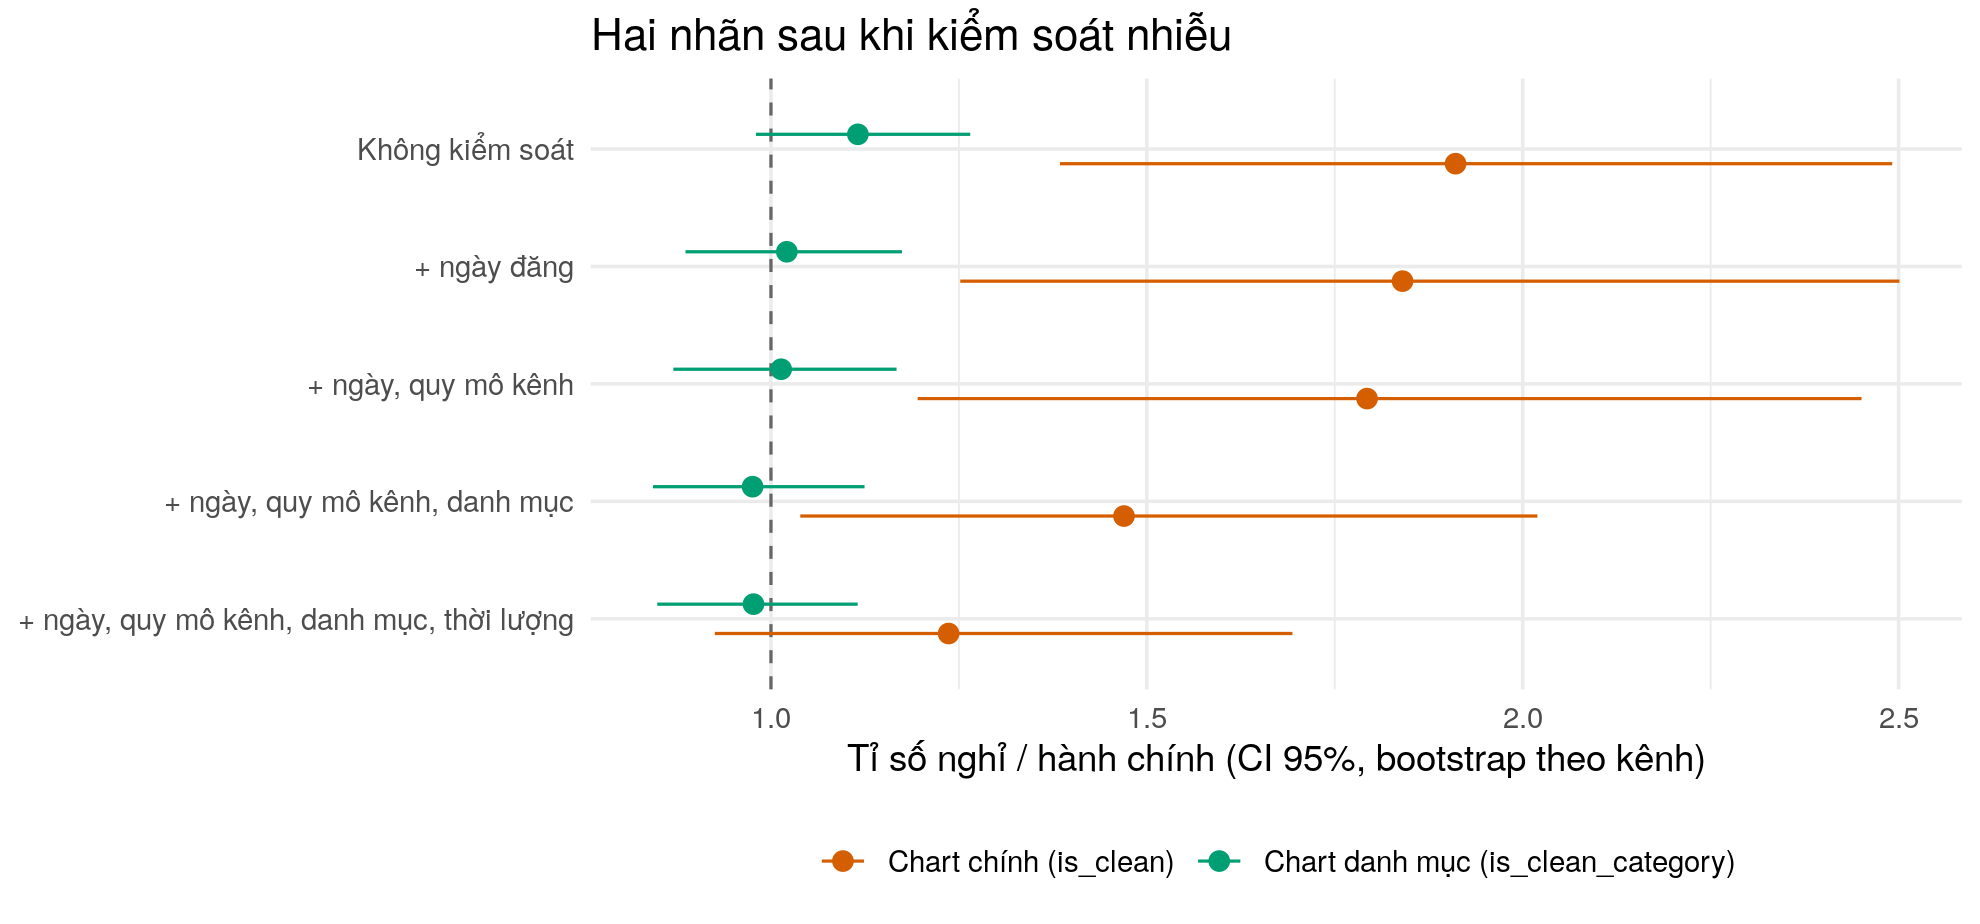 Hai nhãn sau khi kiểm soát nhiễu
Không kiểm soát
+ ngày đăng
+ ngày, quy mô kênh
+ ngày, quy mô kênh, danh mục
+ ngày, quy mô kênh, danh mục, thời lượng
1.0 1.5 2.0 2.5
Tỉ số nghỉ / hành chính (CI 95%, bootstrap theo kênh)
Chart chính (is_clean) Chart danh mục (is_clean_category)